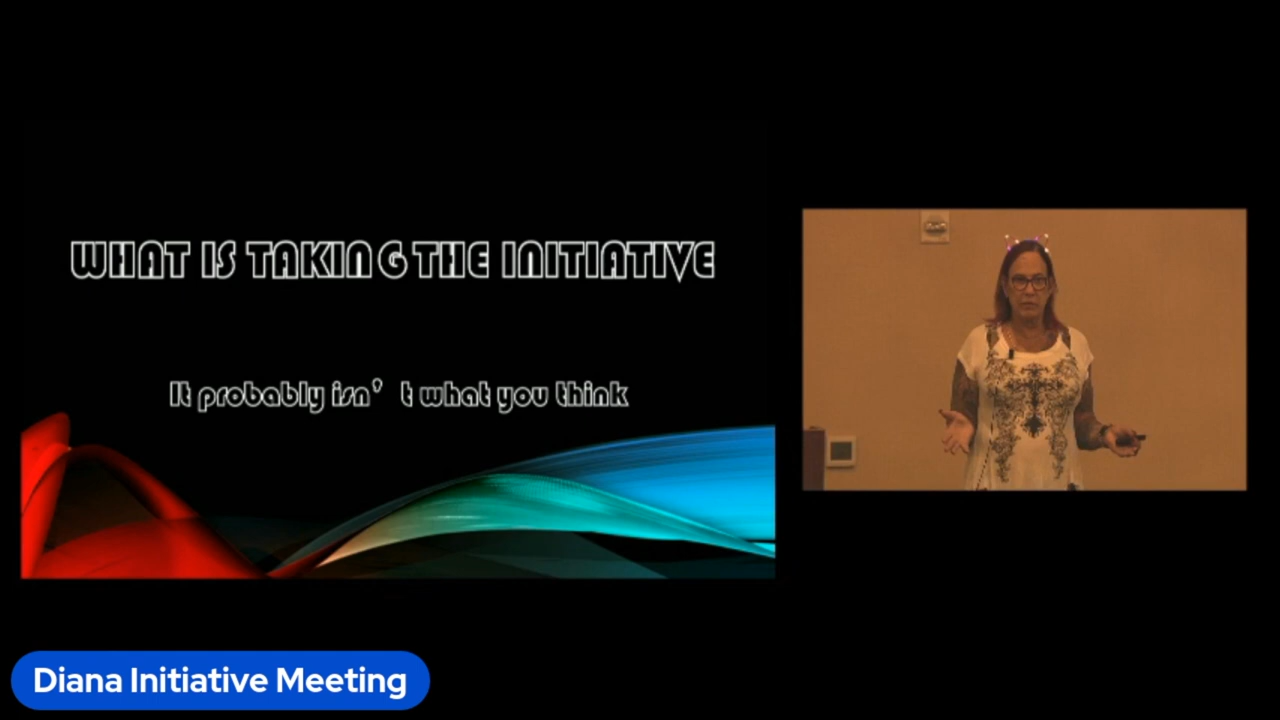 WHAT IS TAKING THE INITIATIVE
It probably isn’ t what you think
Diana Initiative Meeting